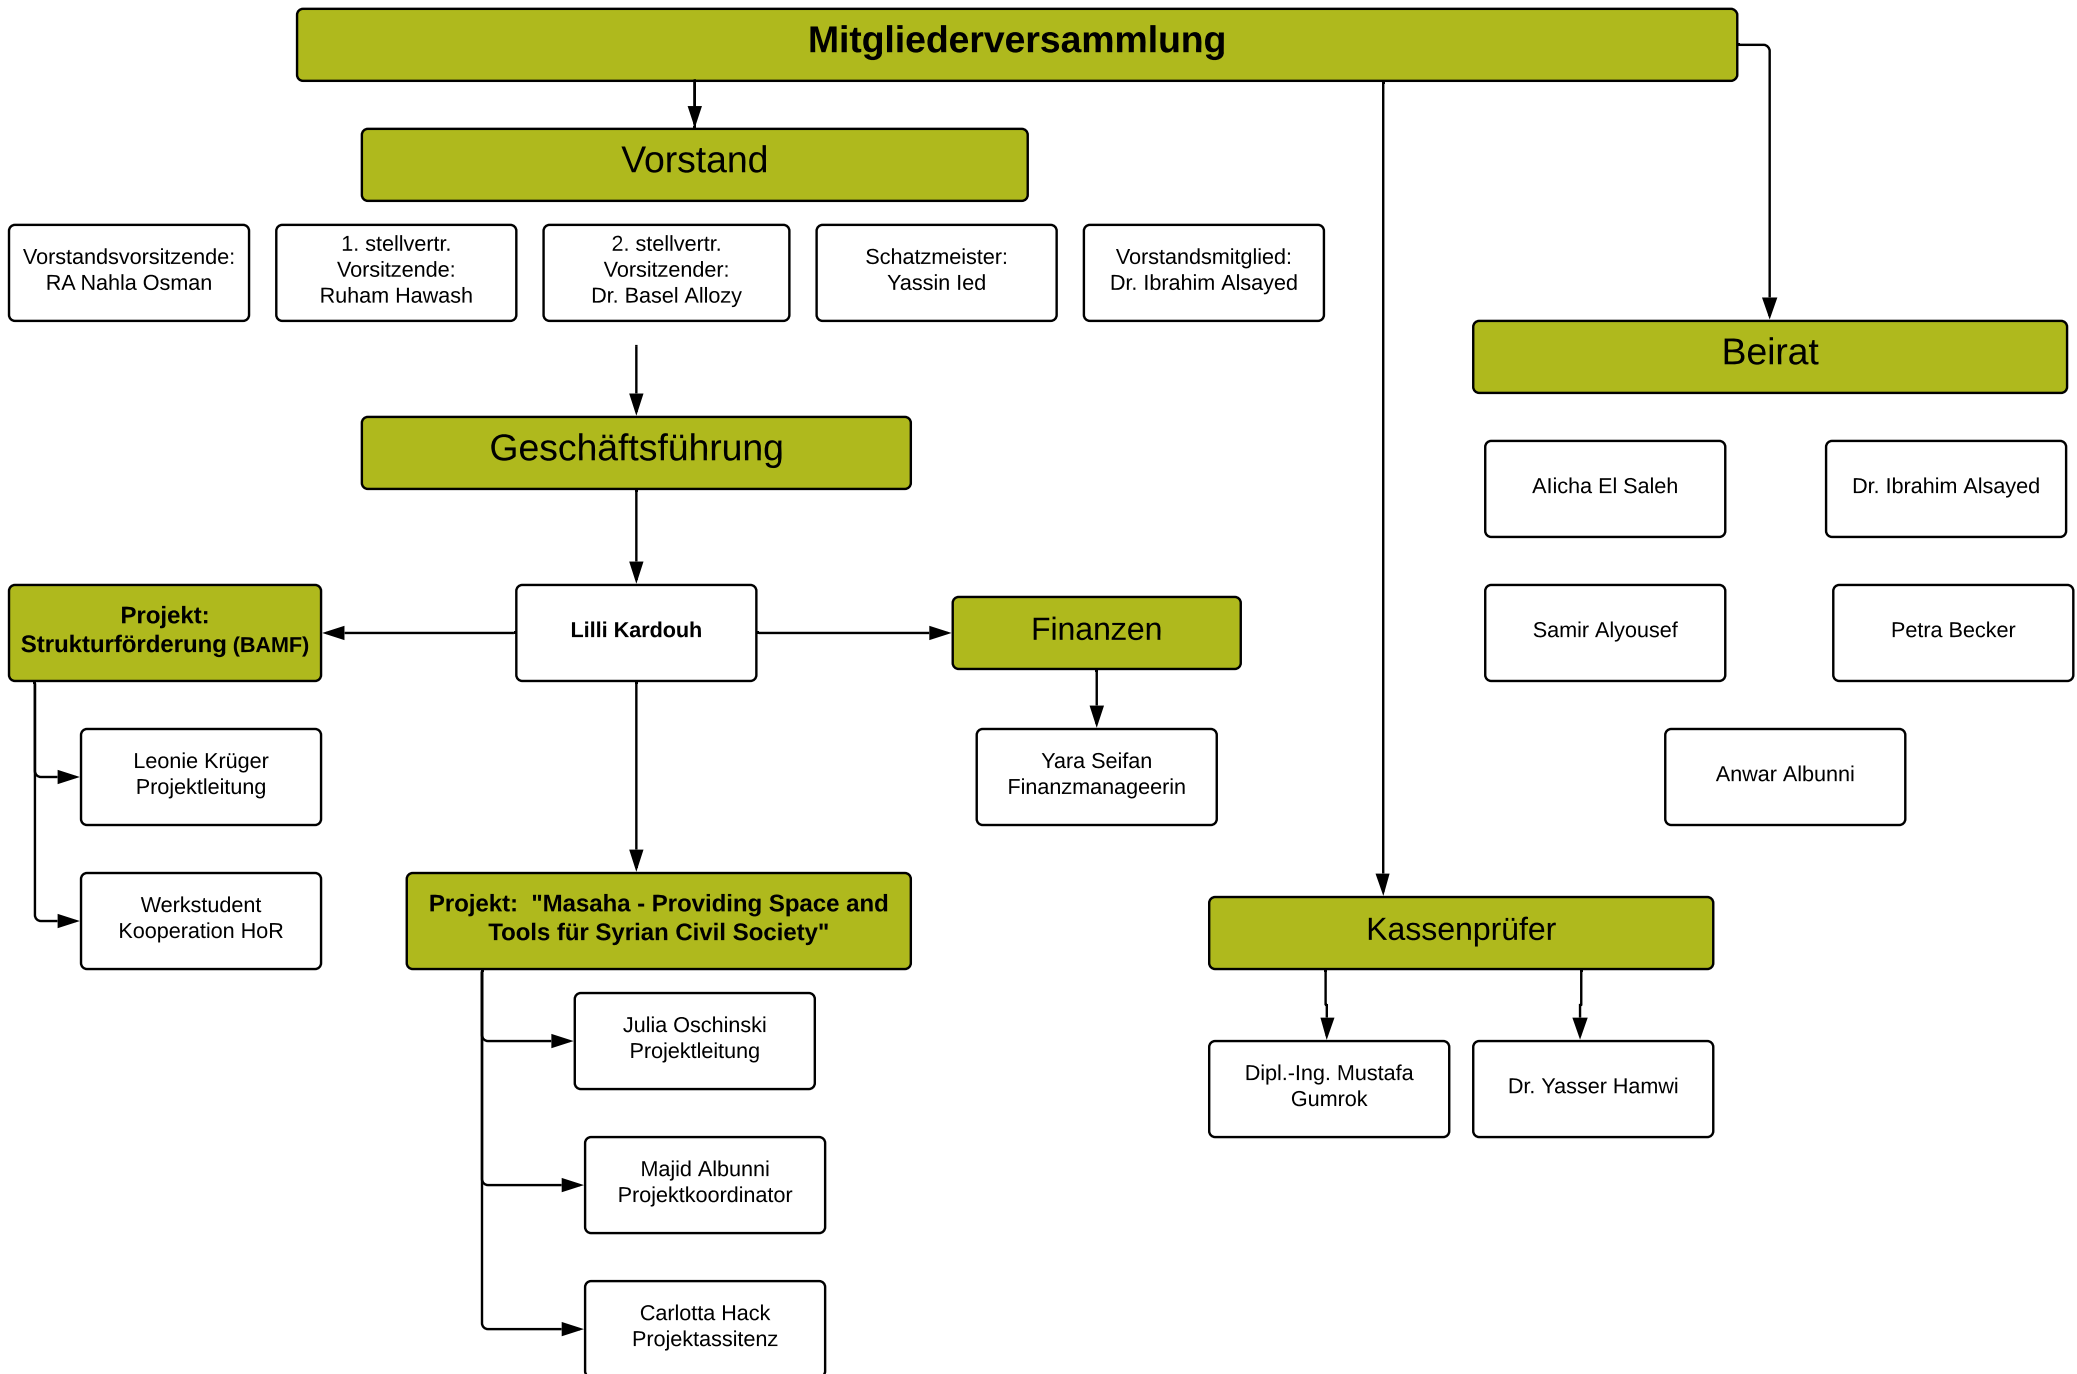 Mitgliederversammlung
Vorstand
Vorstandsvorsitzende:
RA Nahla Osman
1. stellvertr.
Vorsitzende:
Ruham Hawash
2. stellvertr.
Vorsitzender:
Dr. Basel Allozy
Schatzmeister:
Yassin Ied
Vorstandsmitglied:
Dr. Ibrahim Alsayed
Beirat
Geschäftsführung
AIicha El Saleh
Dr. Ibrahim Alsayed
Projekt:
Strukturförderung (BAMF)
Lilli Kardouh
Finanzen
Samir Alyousef
Petra Becker
Leonie Krüger
Projektleitung
Yara Seifan
Finanzmanageerin
Anwar Albunni
Werkstudent
Kooperation HoR
Projekt:  "Masaha - Providing Space and
Tools für Syrian Civil Society"
Kassenprüfer
Julia Oschinski
Projektleitung
Dipl.-Ing. Mustafa
Gumrok
Dr. Yasser Hamwi
Majid Albunni
Projektkoordinator
Carlotta Hack
Projektassitenz